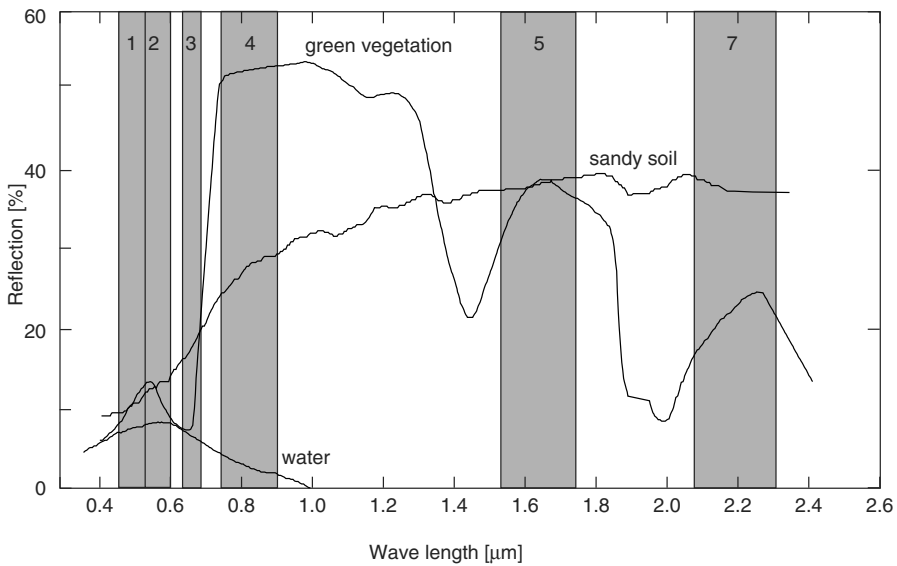 60
1 2 3 4 5 7
green vegetation
sandy soil
40
Reflection [%]
20
water
0
0.4 0.6 0.8 1.0 1.2 1.4 1.6 1.8 2.0 2.2 2.4 2.6
Wave length [µm]